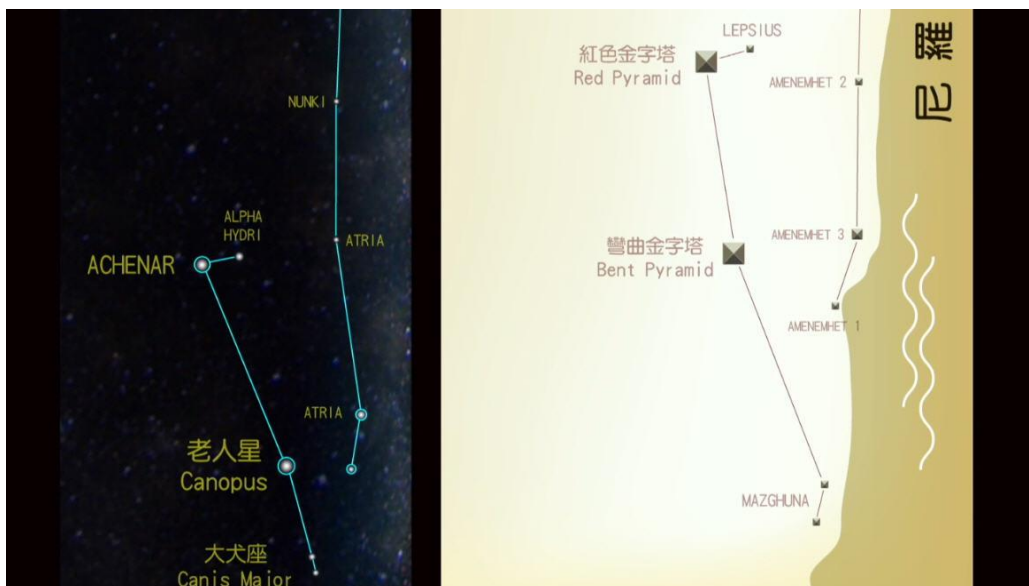 NUNKI
ALPHA
HYDRI
ATRIA
ACHENAR
ATRIA
老人星
Canopus
大犬座
Canis Major
LEPSIUS
紅色金字塔
Red Pyramid
AMENEMHET 2
尼羅
彎曲金字塔
Bent Pyramid
AMENEMHET 3
AMENEMHET 1
MAZGHUNA